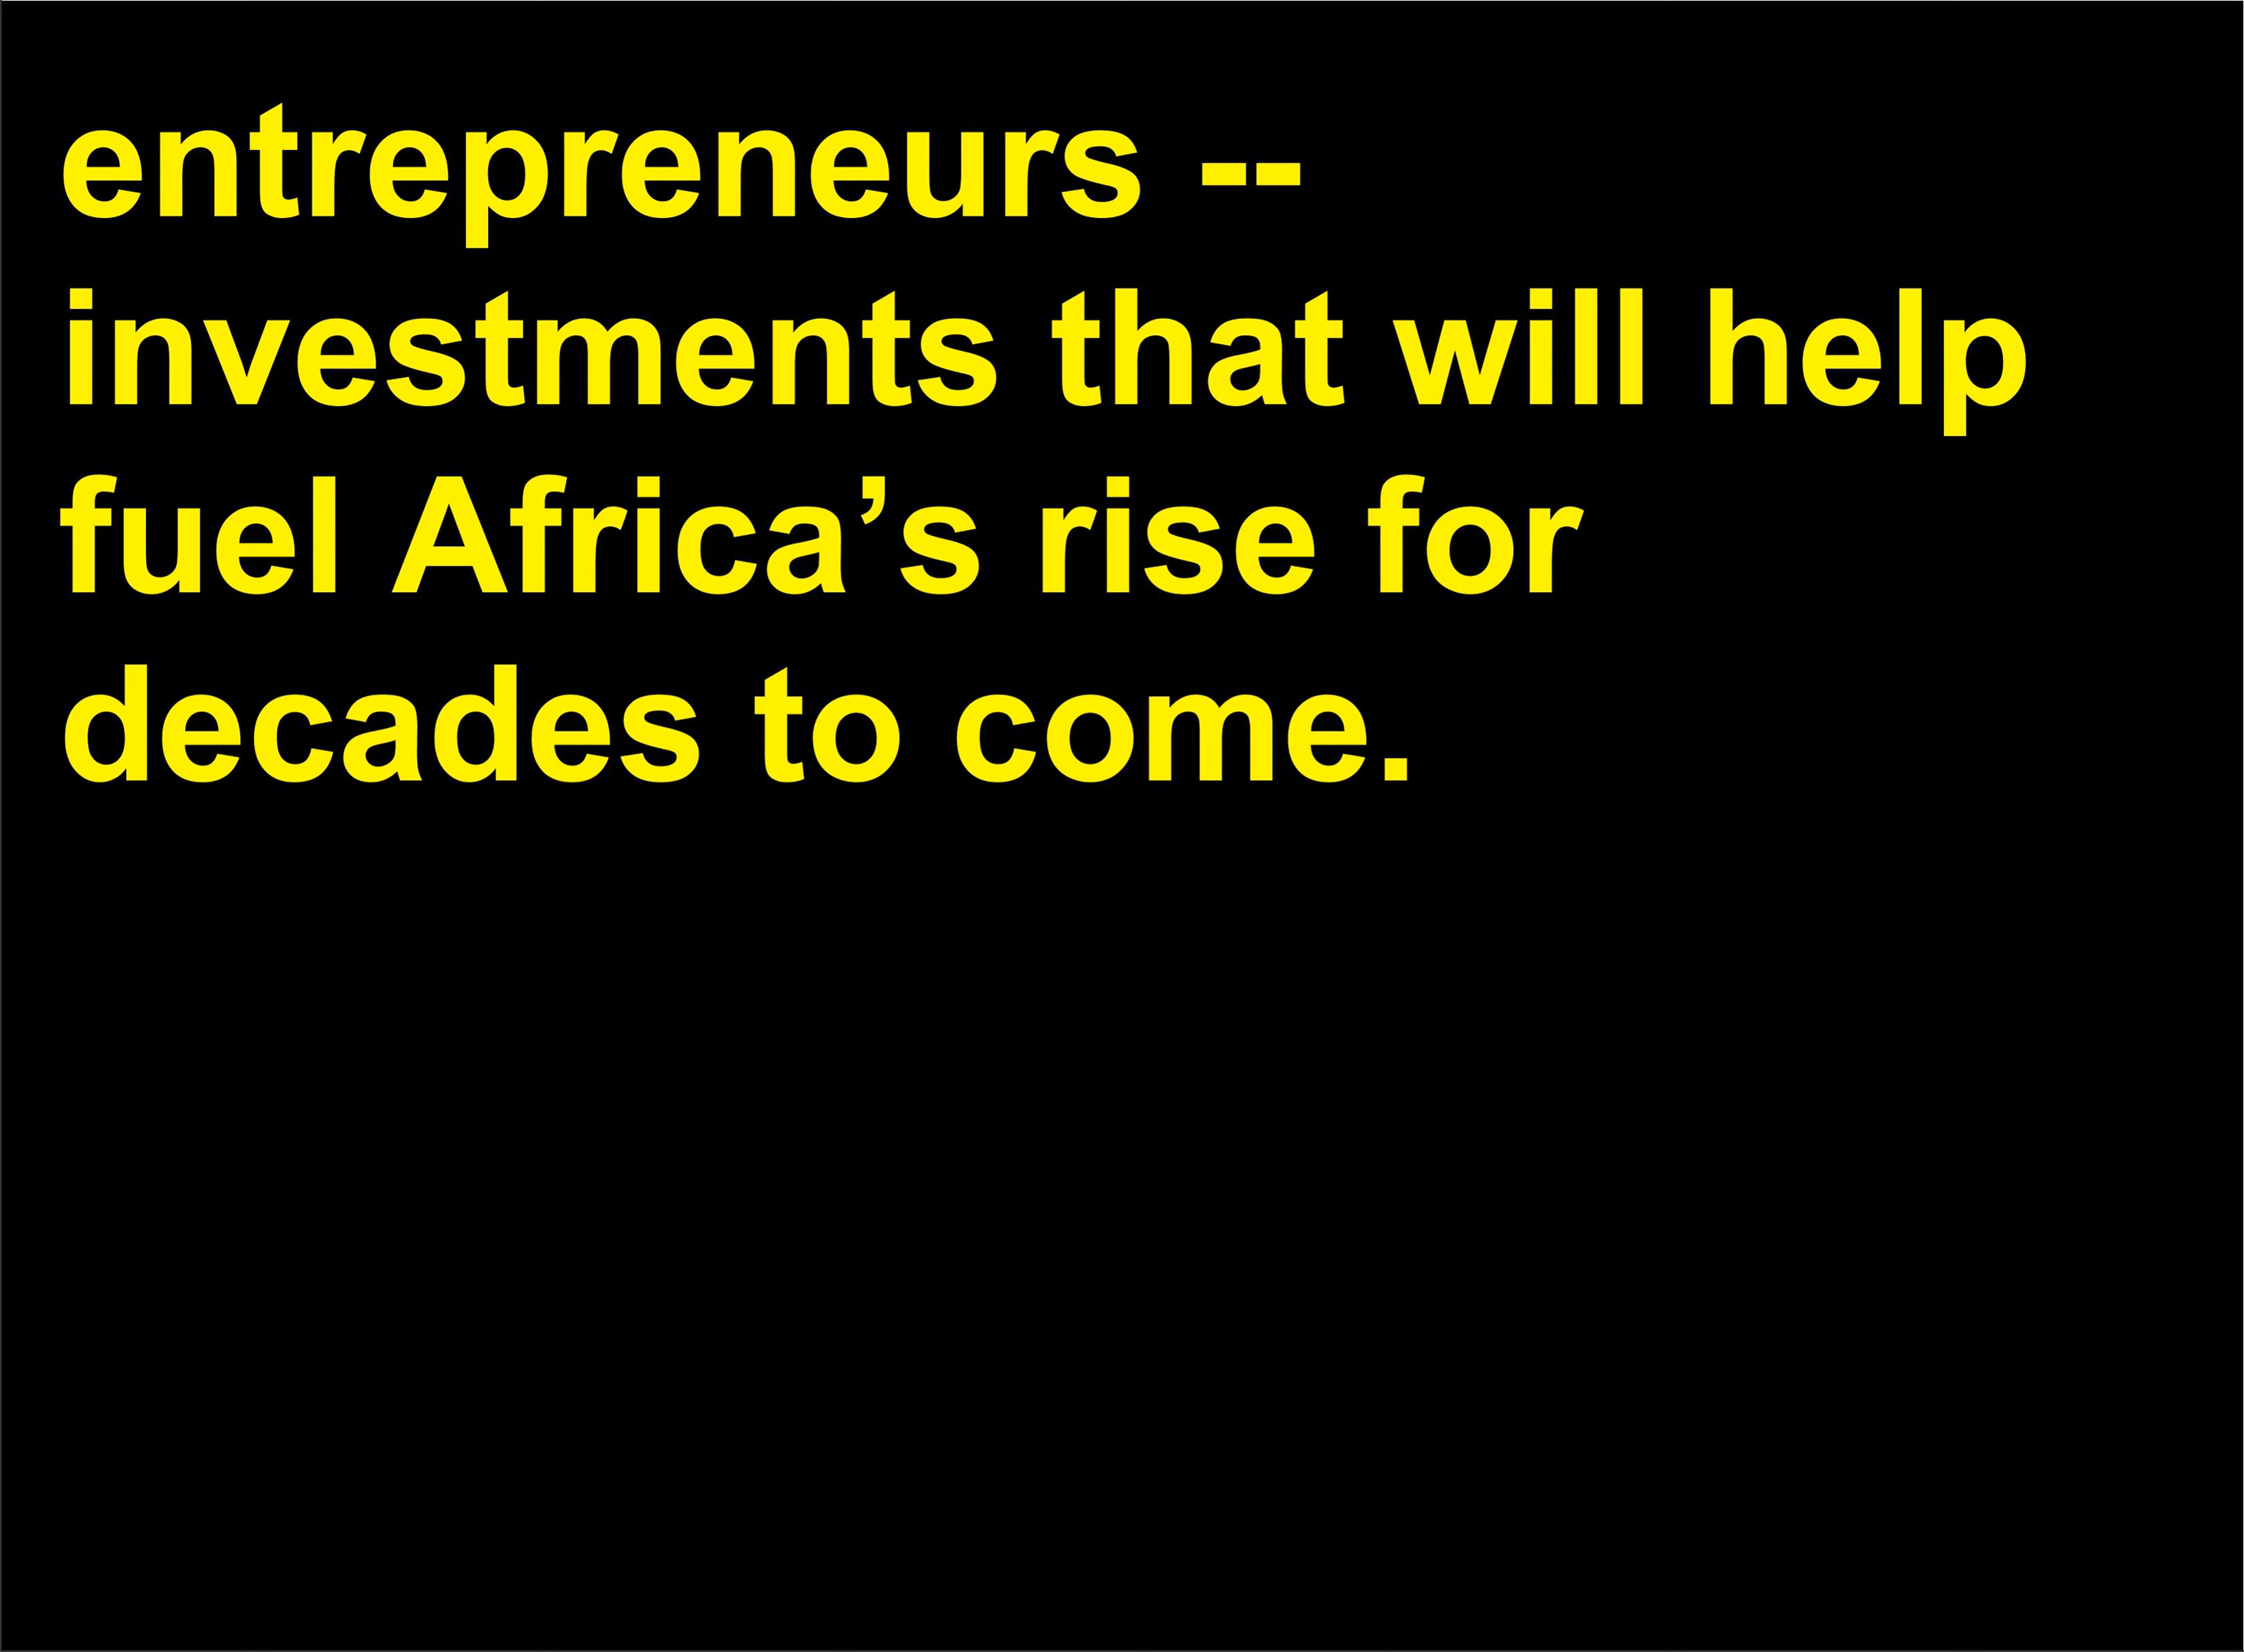 entrepreneurs --
investments that will help
fuel Africa’s rise for
decades to come.